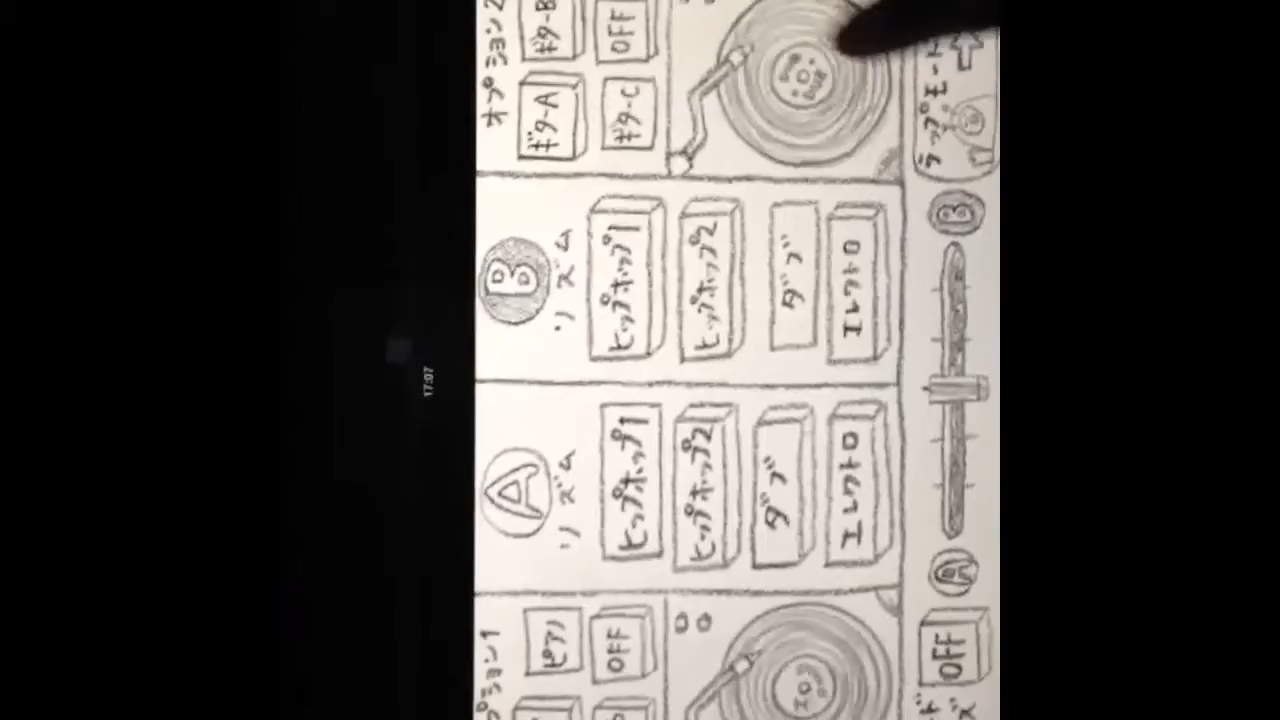 17:07
プション1
ピアノ
OFF
A
リズム
ヒップホップ1
ヒップホップ2
ダブ
エレクトロ
B
リズム
ヒップホップ1
ヒップホップ2
ダブ
エレクトロ
オプション2
ギター-A
ギター-B
ギター-C
OFF
OFF
A
B
ラップモード